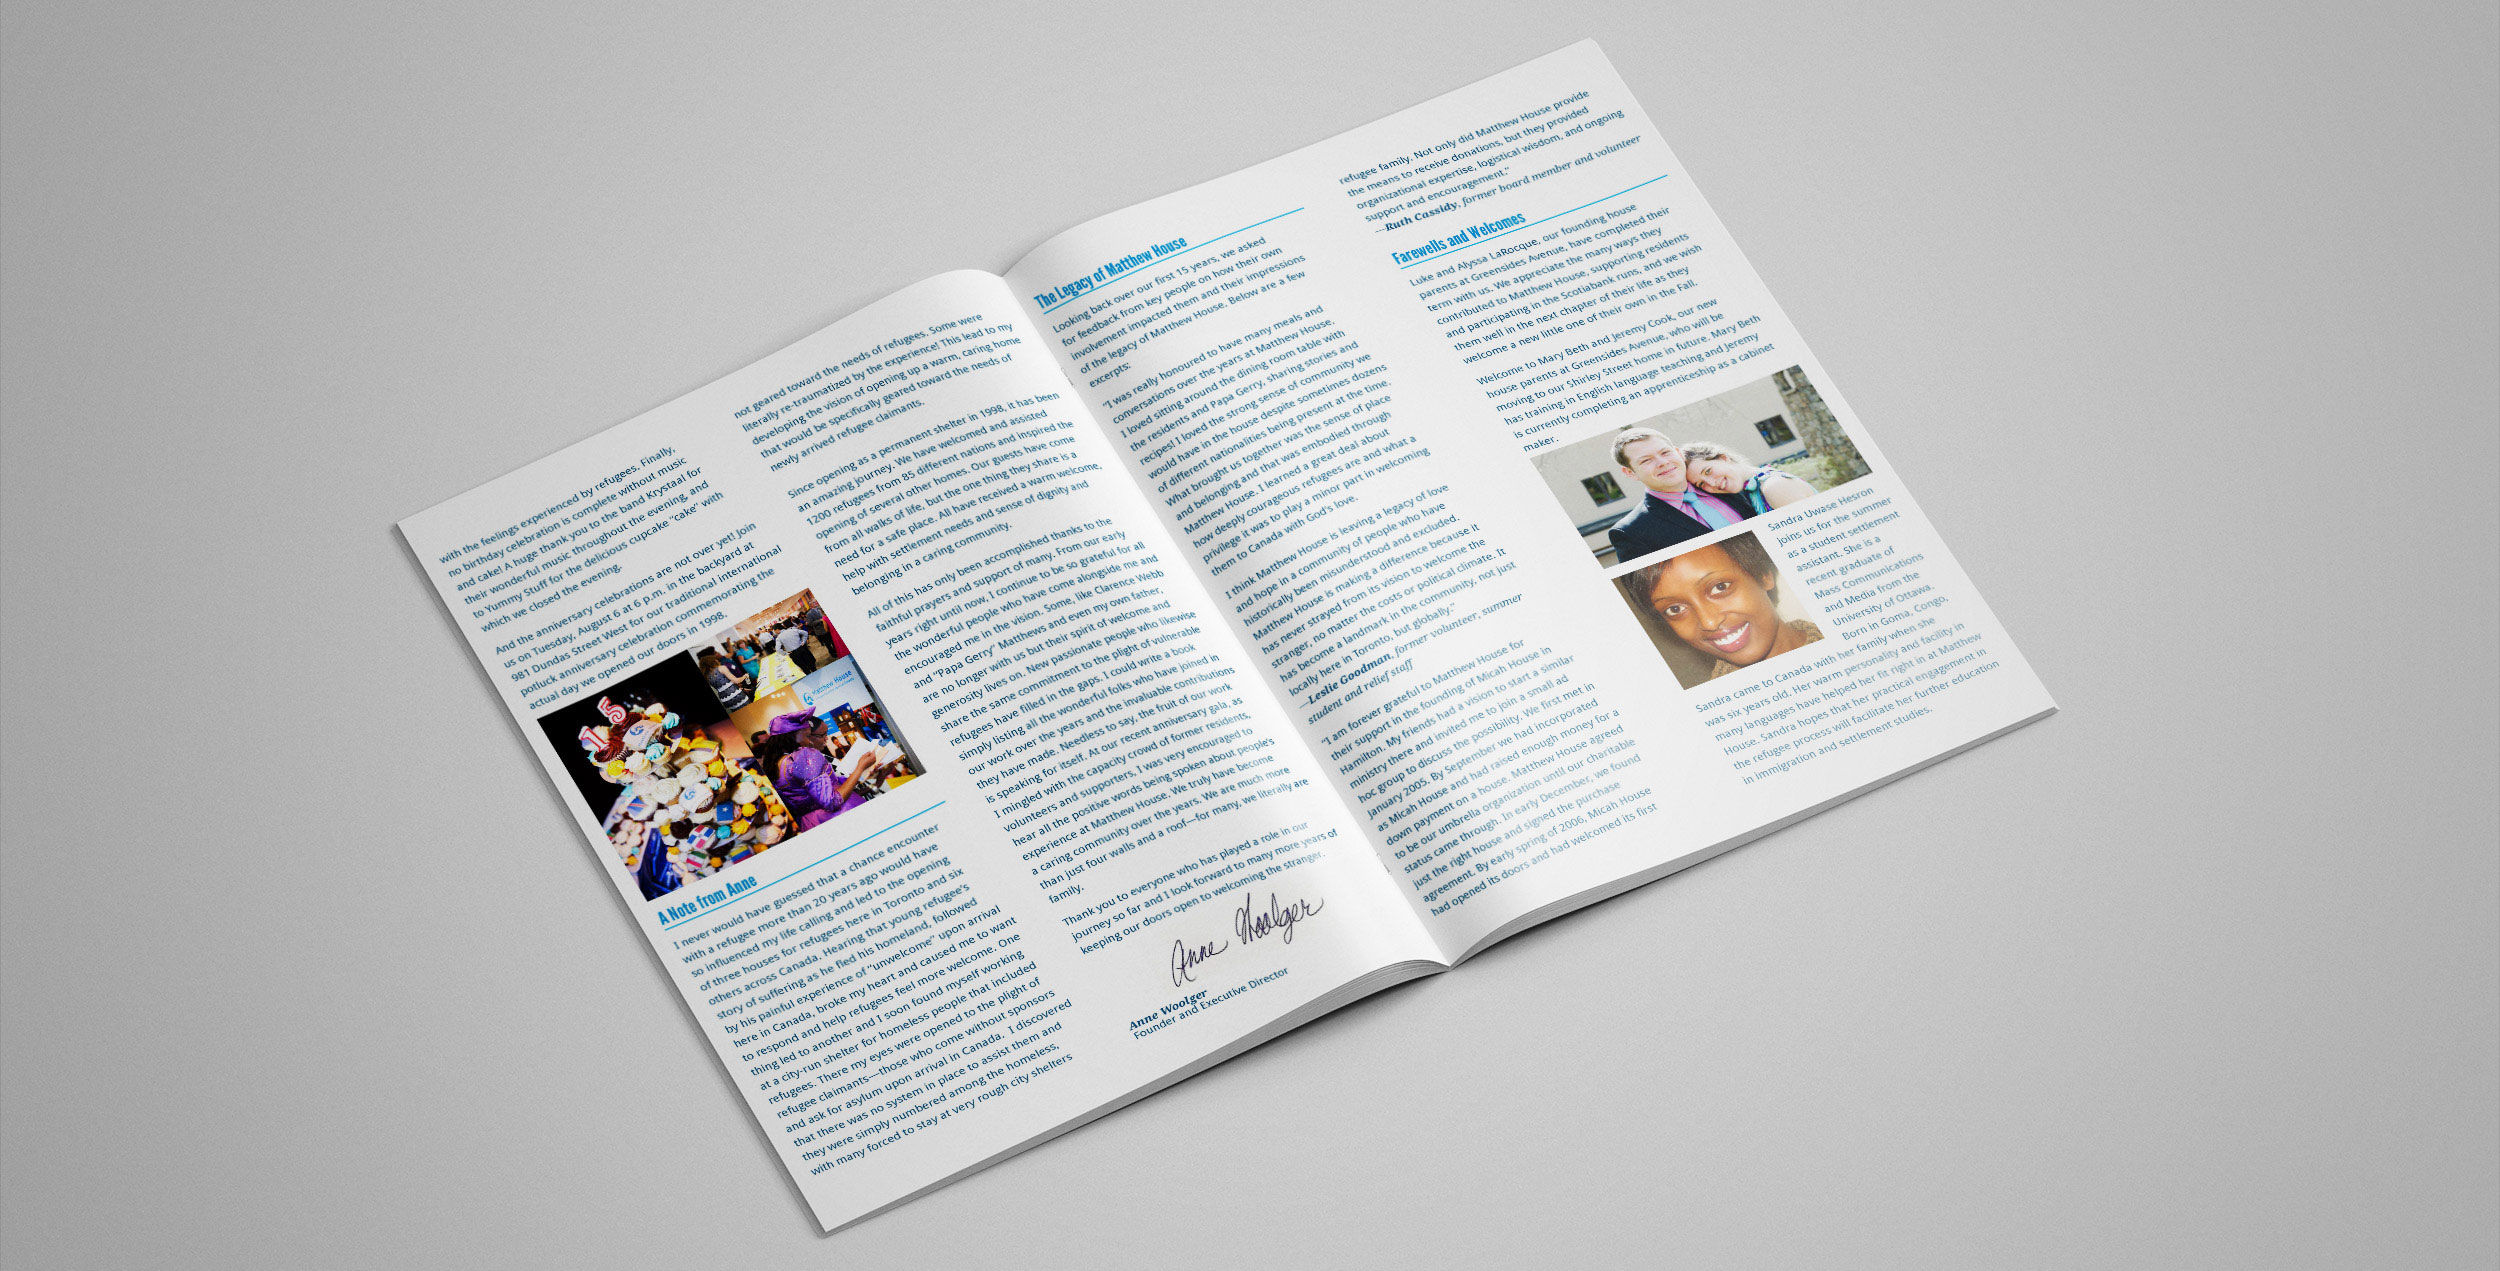 with the feelings experienced by refugees. Finally,
no birthday celebration is complete without music
and cake! A huge thank you to the band Krystaal for
their wonderful music throughout the evening, and
to Yummy Stuff for the delicious cupcake "cake" with
which we closed the evening.
And the anniversary celebrations are not over yet! Join
us on Tuesday, August 6 at 6 p.m. in the backyard at
981 Dundas Street West for our traditional international
potluck anniversary celebration commemorating the
actual day we opened our doors in 1998.
15
Matthew House
A Note from Anne
I never would have guessed that a chance encounter
with a refugee more than 20 years ago would have
so influenced my life calling and led to the opening
of three houses for refugees here in Toronto and six
others across Canada. Hearing that young refugee's
story of suffering as he fled his homeland, followed
by his painful experience of "unwelcome" upon arrival
here in Canada, broke my heart and caused me to want
to respond and help refugees feel more welcome. One
thing led to another and I soon found myself working
at a city-run shelter for homeless people that included
refugees. There my eyes were opened to the plight of
refugee claimants—those who come without sponsors
and ask for asylum upon arrival in Canada. I discovered
that there was no system in place to assist them and
they were simply numbered among the homeless,
with many forced to stay at very rough city shelters
not geared toward the needs of refugees. Some were
literally re-traumatized by the experience! This lead to my
developing the vision of opening up a warm, caring home
that would be specifically geared toward the needs of
newly arrived refugee claimants.
Since opening as a permanent shelter in 1998, it has been
an amazing journey. We have welcomed and assisted
1200 refugees from 85 different nations and inspired the
opening of several other homes. Our guests have come
from all walks of life, but the one thing they share is a
need for a safe place. All have received a warm welcome,
help with settlement needs and sense of dignity and
belonging in a caring community.
All of this has only been accomplished thanks to the
faithful prayers and support of many. From our early
years right until now, I continue to be so grateful for all
the wonderful people who have come alongside me and
encouraged me in the vision. Some, like Clarence Webb
and "Papa Gerry" Matthews and even my own father,
are no longer with us but their spirit of welcome and
generosity lives on. New passionate people who likewise
share the same commitment to the plight of vulnerable
refugees have filled in the gaps. I could write a book
simply listing all the wonderful folks who have joined in
our work over the years and the invaluable contributions
they have made. Needless to say, the fruit of our work
is speaking for itself. At our recent anniversary gala, as
I mingled with the capacity crowd of former residents,
volunteers and supporters, I was very encouraged to
hear all the positive words being spoken about people's
experience at Matthew House. We truly have become
a caring community over the years. We are much more
than just four walls and a roof—for many, we literally are
family.
Thank you to everyone who has played a role in our
journey so far and I look forward to many more years of
keeping our doors open to welcoming the stranger.
Anne Woolger
Anne Woolger
Founder and Executive Director
The Legacy of Matthew House
Looking back over our first 15 years, we asked
for feedback from key people on how their own
involvement impacted them and their impressions
of the legacy of Matthew House. Below are a few
excerpts:
"I was really honoured to have many meals and
conversations over the years at Matthew House.
I loved sitting around the dining room table with
the residents and Papa Gerry, sharing stories and
recipes! I loved the strong sense of community we
would have in the house despite sometimes dozens
of different nationalities being present at the time.
What brought us together was the sense of place
and belonging and that was embodied through
Matthew House. I learned a great deal about
how deeply courageous refugees are and what a
privilege it was to play a minor part in welcoming
them to Canada with God's love.
I think Matthew House is leaving a legacy of love
and hope in a community of people who have
historically been misunderstood and excluded.
Matthew House is making a difference because it
has never strayed from its vision to welcome the
stranger, no matter the costs or political climate. It
has become a landmark in the community, not just
locally here in Toronto, but globally."
—Leslie Goodman, former volunteer, summer
student and relief staff
"I am forever grateful to Matthew House for
their support in the founding of Micah House in
Hamilton. My friends had a vision to start a similar
ministry there and invited me to join a small ad
hoc group to discuss the possibility. We first met in
January 2005. By September we had incorporated
as Micah House and had raised enough money for a
down payment on a house. Matthew House agreed
to be our umbrella organization until our charitable
status came through. In early December, we found
just the right house and signed the purchase
agreement. By early spring of 2006, Micah House
had opened its doors and had welcomed its first
refugee family. Not only did Matthew House provide
the means to receive donations, but they provided
organizational expertise, logistical wisdom, and ongoing
support and encouragement."
—Ruth Cassidy, former board member and volunteer
Farewells and Welcomes
Luke and Alyssa LaRocque, our founding house
parents at Greensides Avenue, have completed their
term with us. We appreciate the many ways they
contributed to Matthew House, supporting residents
and participating in the Scotiabank runs, and we wish
them well in the next chapter of their life as they
welcome a new little one of their own in the Fall.
Welcome to Mary Beth and Jeremy Cook, our new
house parents at Greensides Avenue, who will be
moving to our Shirley Street home in future. Mary Beth
has training in English language teaching and Jeremy
is currently completing an apprenticeship as a cabinet
maker.
Sandra Uwase Hesron
joins us for the summer
as a student settlement
assistant. She is a
recent graduate of
Mass Communications
and Media from the
University of Ottawa.
Born in Goma, Congo,
Sandra came to Canada with her family when she
was six years old. Her warm personality and facility in
many languages have helped her fit right in at Matthew
House. Sandra hopes that her practical engagement in
the refugee process will facilitate her further education
in immigration and settlement studies.